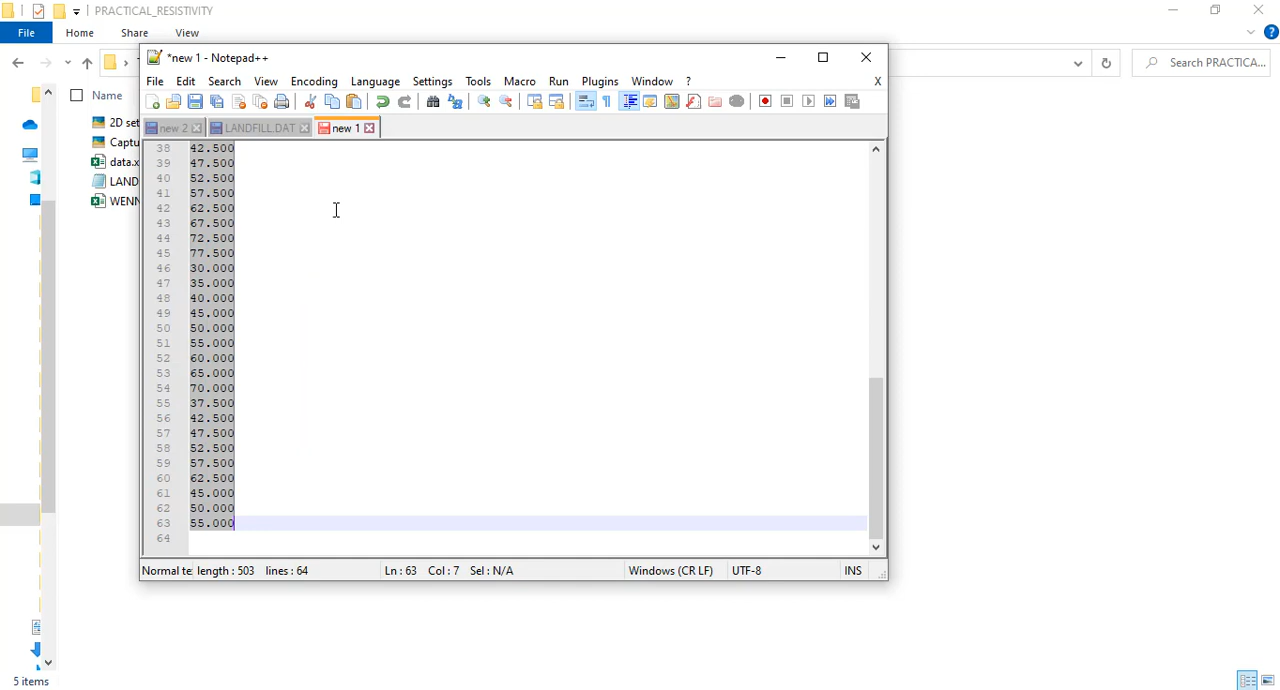 PRACTICAL_RESISTIVITY
File Home Share View
Search PRACTICA...
Name
2D set
Captu
data.x
LAND
WENN
5 items
*new 1 - Notepad++
File Edit Search View Encoding Language Settings Tools Macro Run Plugins Window ? X
new 2 LANDFILL.DAT new 1
38 42.500
39 47.500
40 52.500
41 57.500
42 62.500
43 67.500
44 72.500
45 77.500
46 30.000
47 35.000
48 40.000
49 45.000
50 50.000
51 55.000
52 60.000
53 65.000
54 70.000
55 37.500
56 42.500
57 47.500
58 52.500
59 57.500
60 62.500
61 45.000
62 50.000
63 55.000
64
Normal te length : 503 lines : 64 Ln : 63 Col : 7 Sel : N/A Windows (CR LF) UTF-8 INS